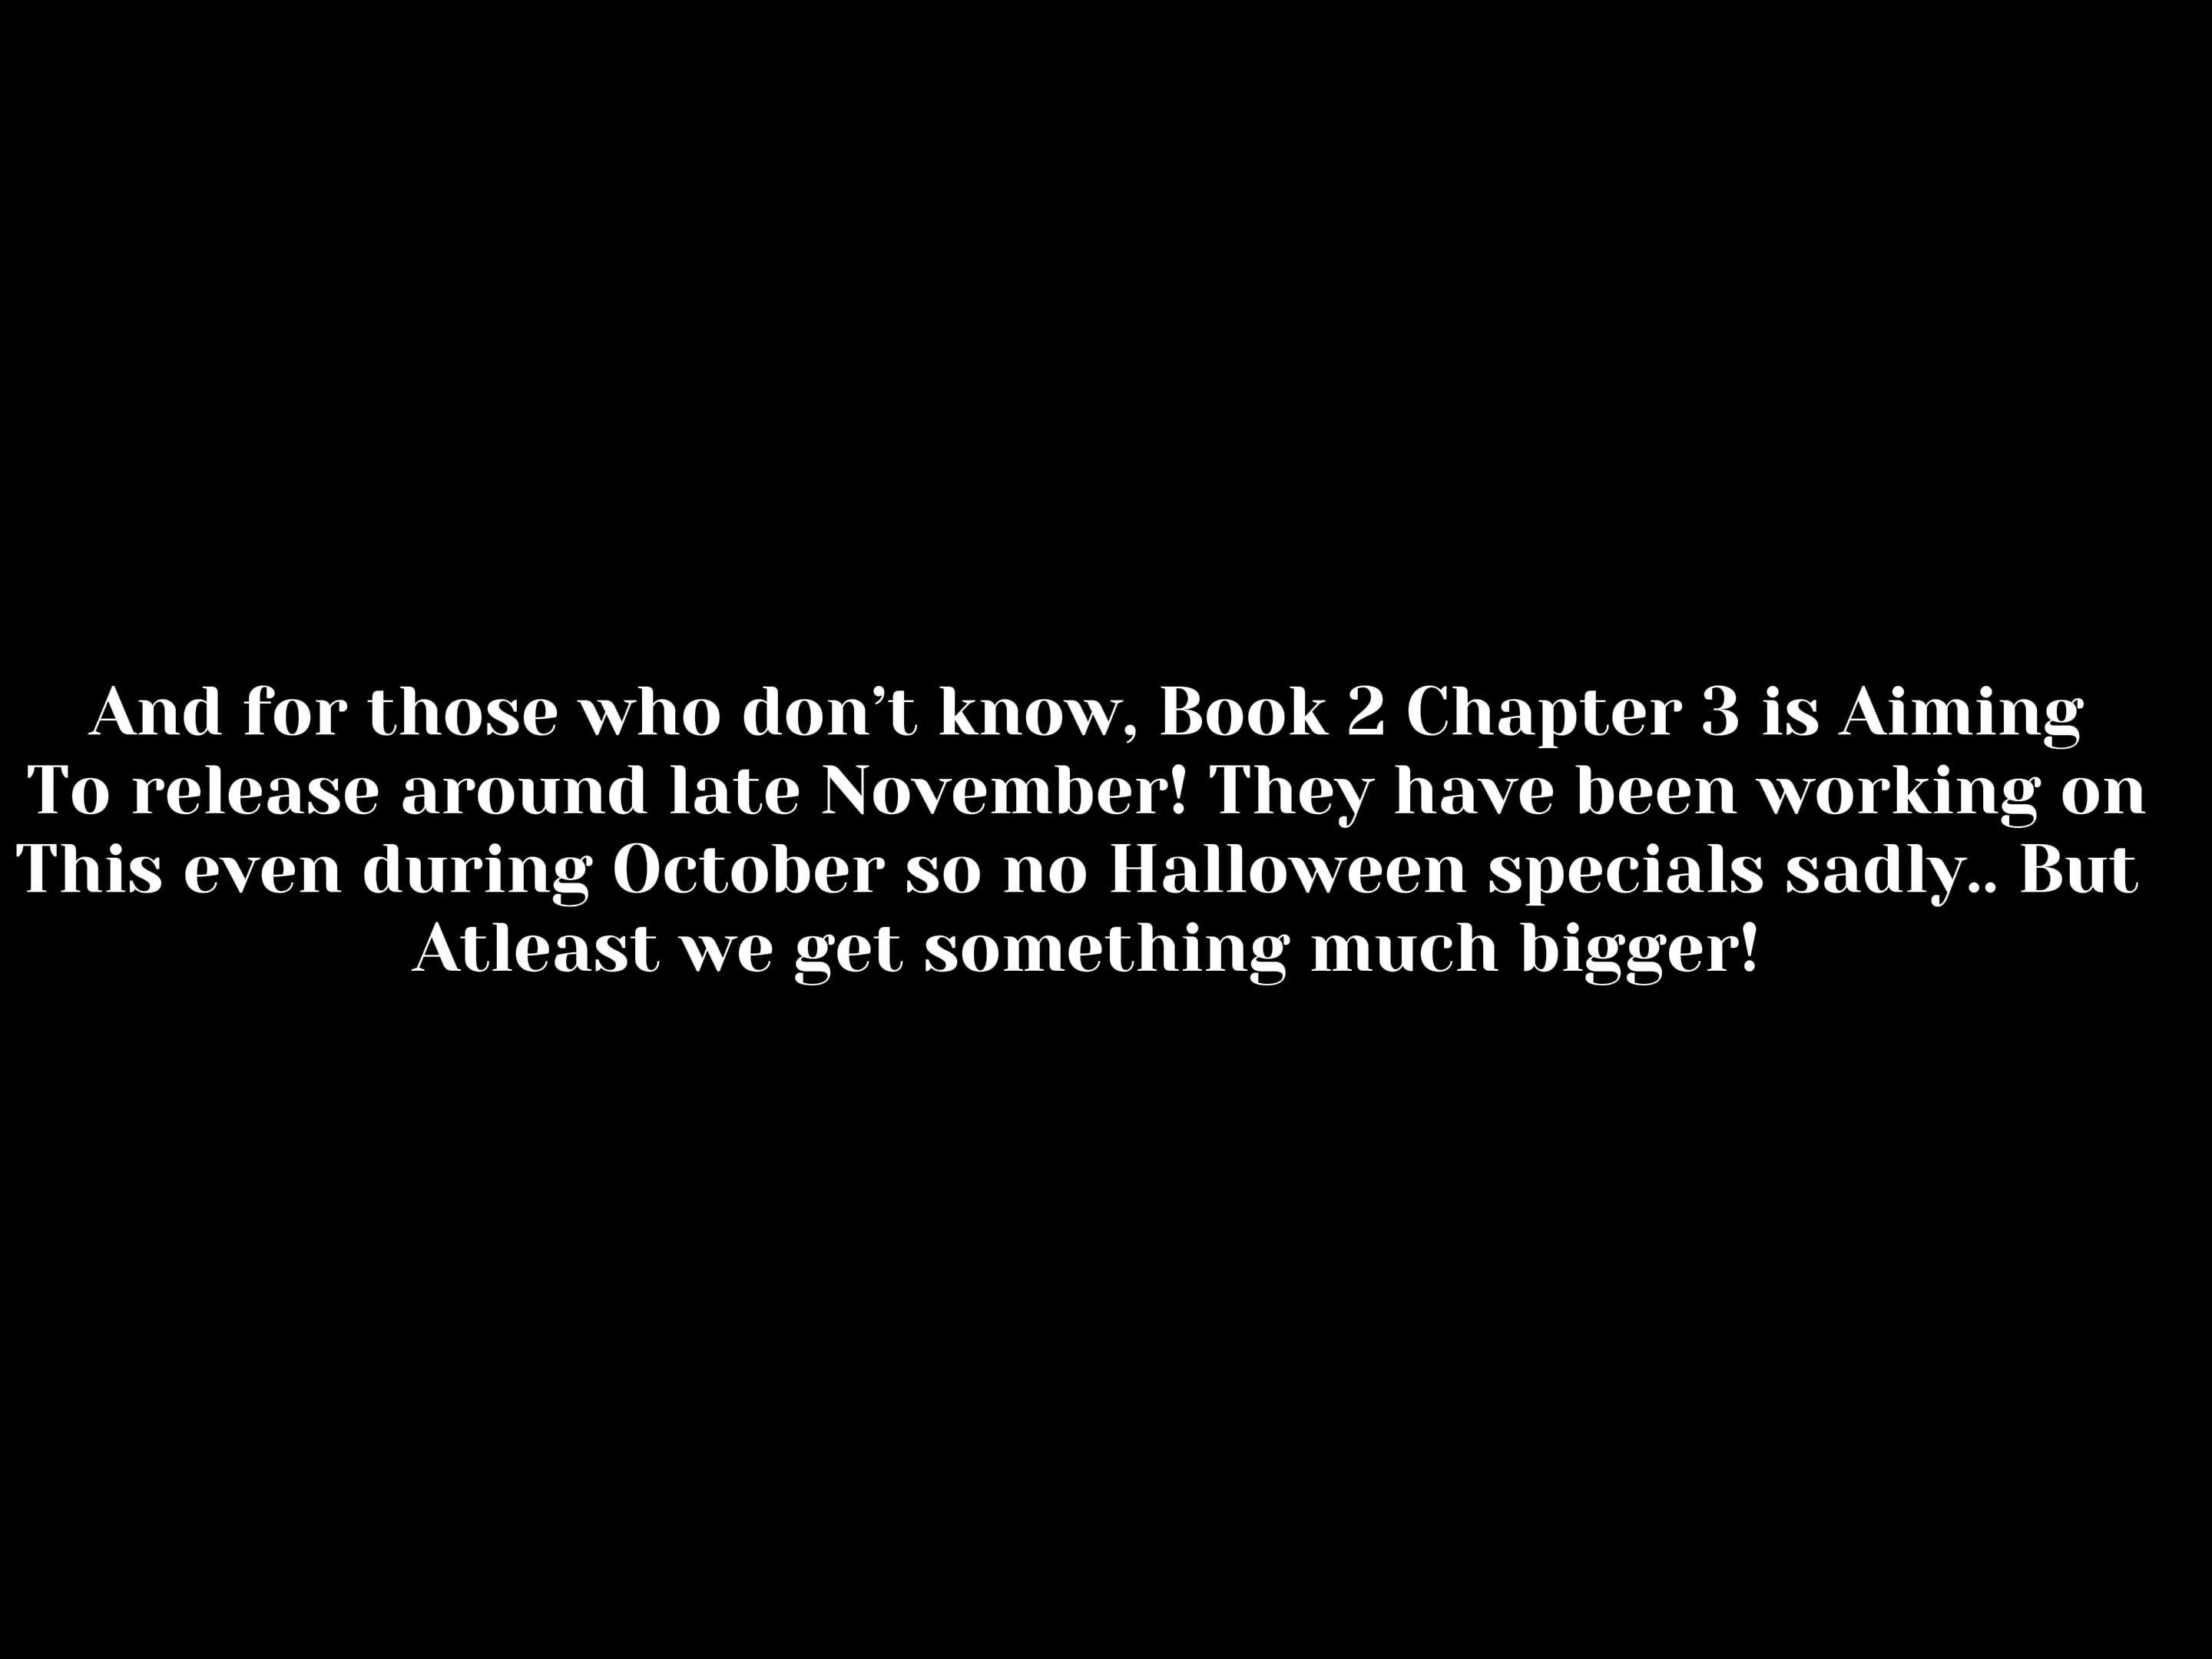 And for those who don’t know, Book 2 Chapter 3 is Aiming
To release around late November! They have been working on
This even during October so no Halloween specials sadly.. But
Atleast we get something much bigger!